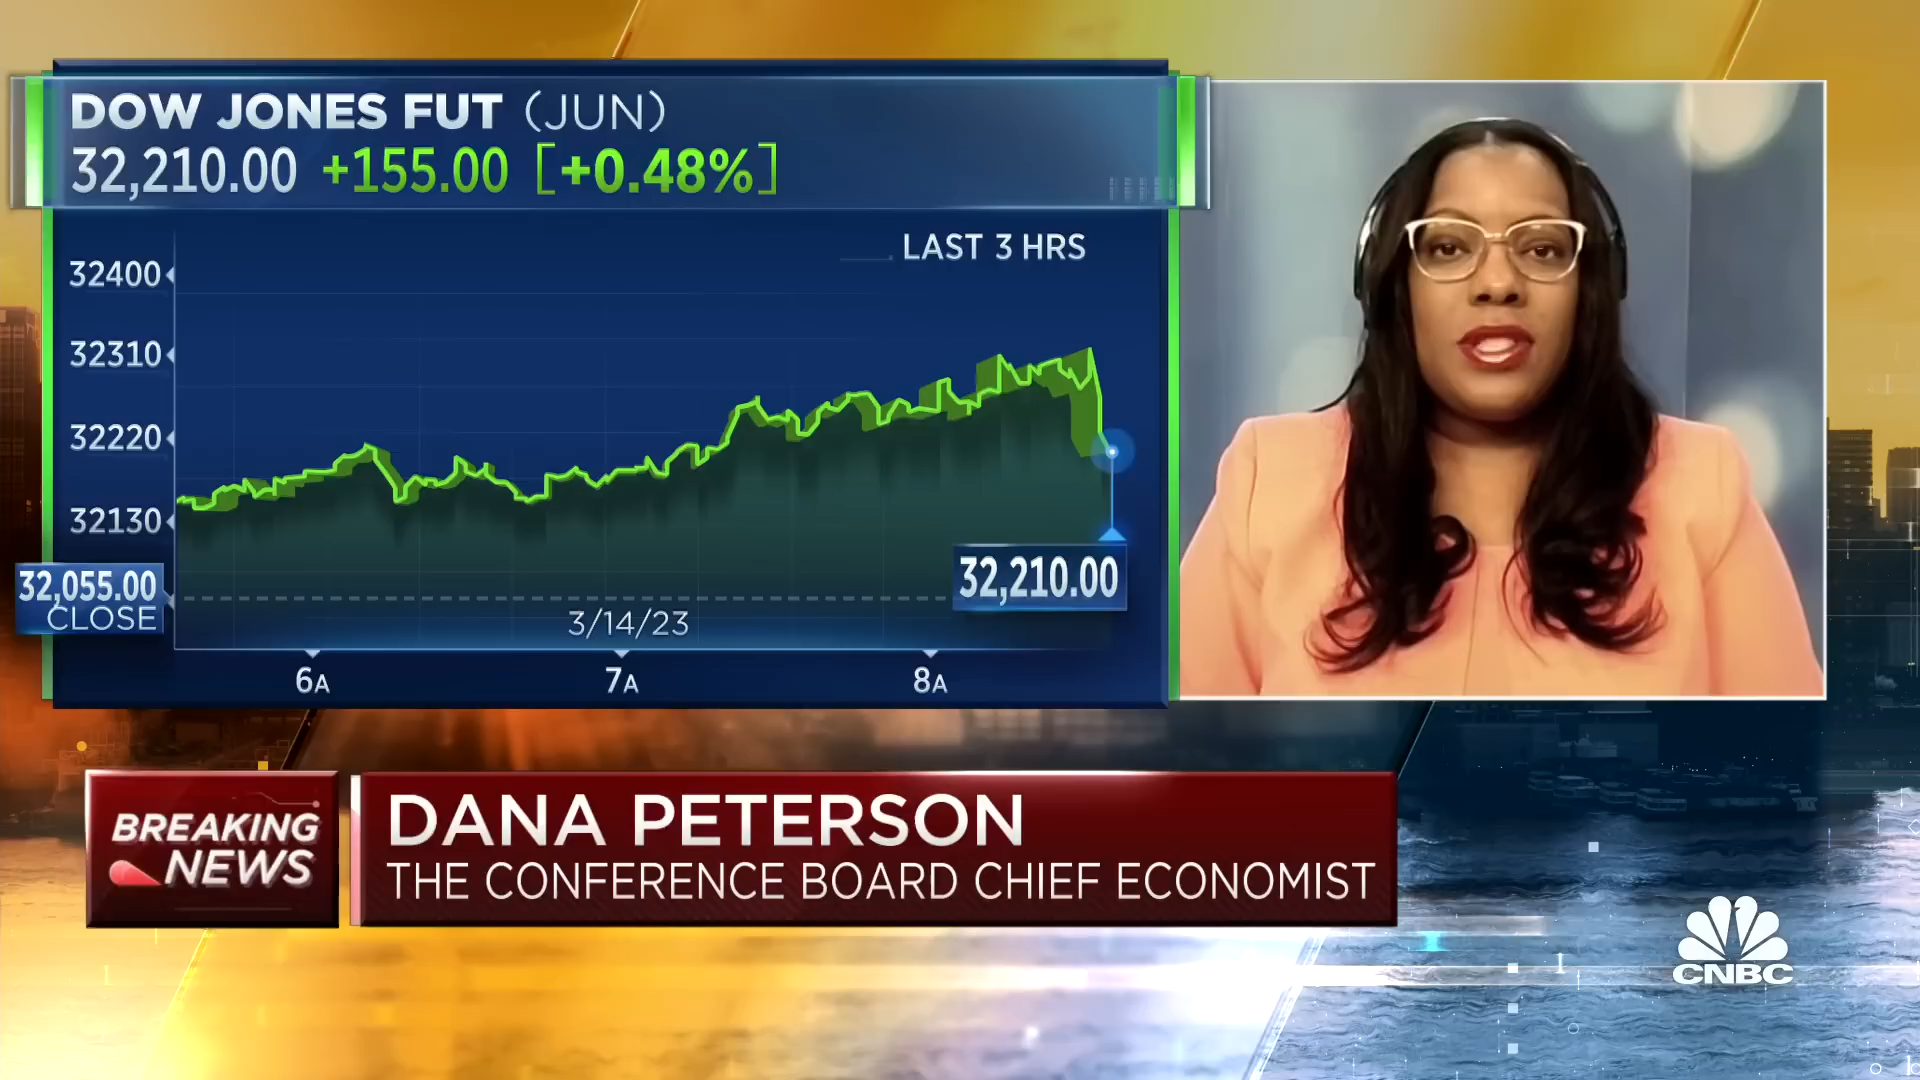 DOW JONES FUT (JUN)
32,210.00 +155.00 [+0.48%]
LAST 3 HRS
32400
32310
32220
32130
32,055.00
CLOSE
32,210.00
3/14/23
6A 7A 8A
BREAKING
NEWS
DANA PETERSON
THE CONFERENCE BOARD CHIEF ECONOMIST
CNBC